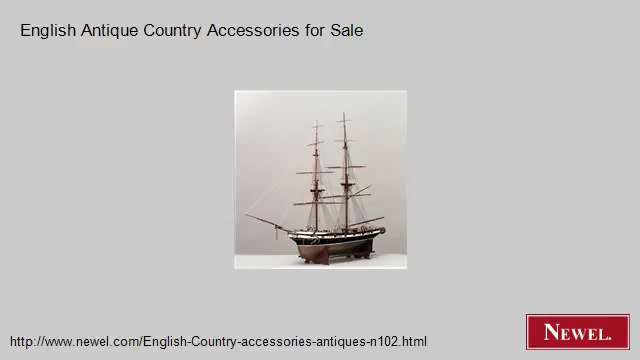 English Antique Country Accessories for Sale
NEWEL.
http://www.newel.com/English-Country-accessories-antiques-n102.html